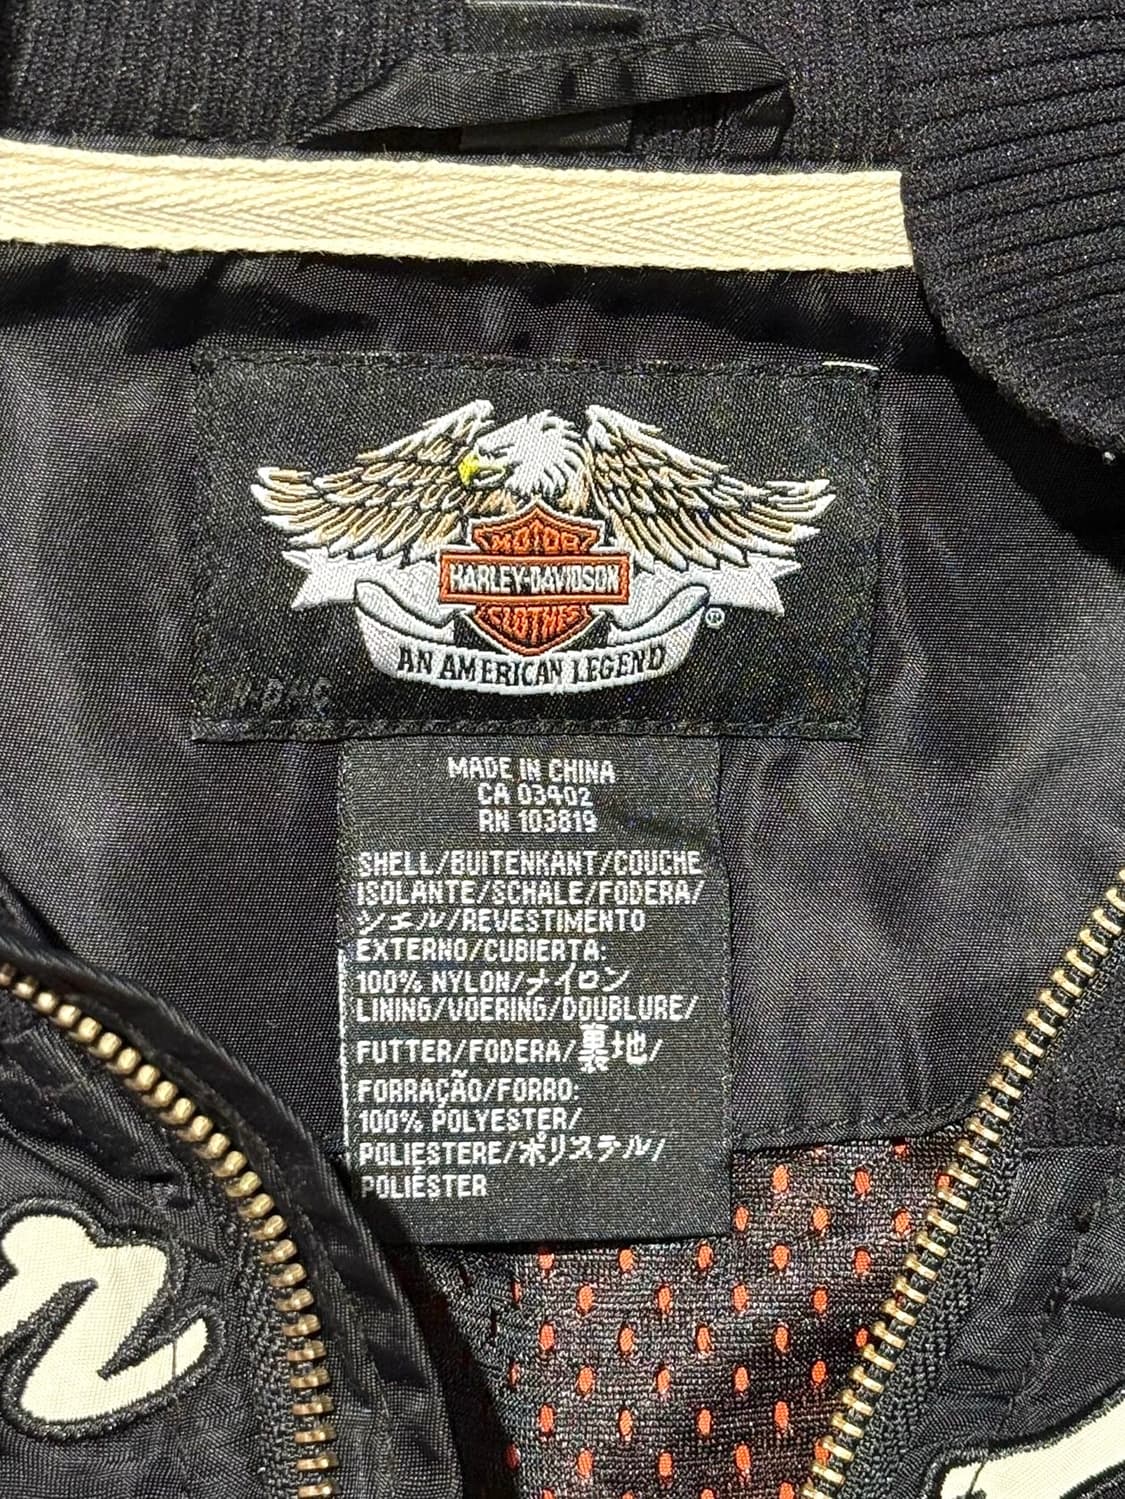 MOTOR
HARLEY-DAVIDSON
CLOTHES
®
AN AMERICAN LEGEND
H-DMC
MADE IN CHINA
CA 03402
RN 103819
SHELL/BUITENKANT/COUCHE
ISOLANTE/SCHALE/FODERA/
シェル/REVESTIMENTO
EXTERNO/CUBIERTA:
100% NYLON/ナイロン
LINING/VOERING/DOUBLURE/
FUTTER/FODERA/裏地/
FORRAÇÃO/FORRO:
100% POLYESTER/
POLIESTERE/ポリステル/
POLIÉSTER